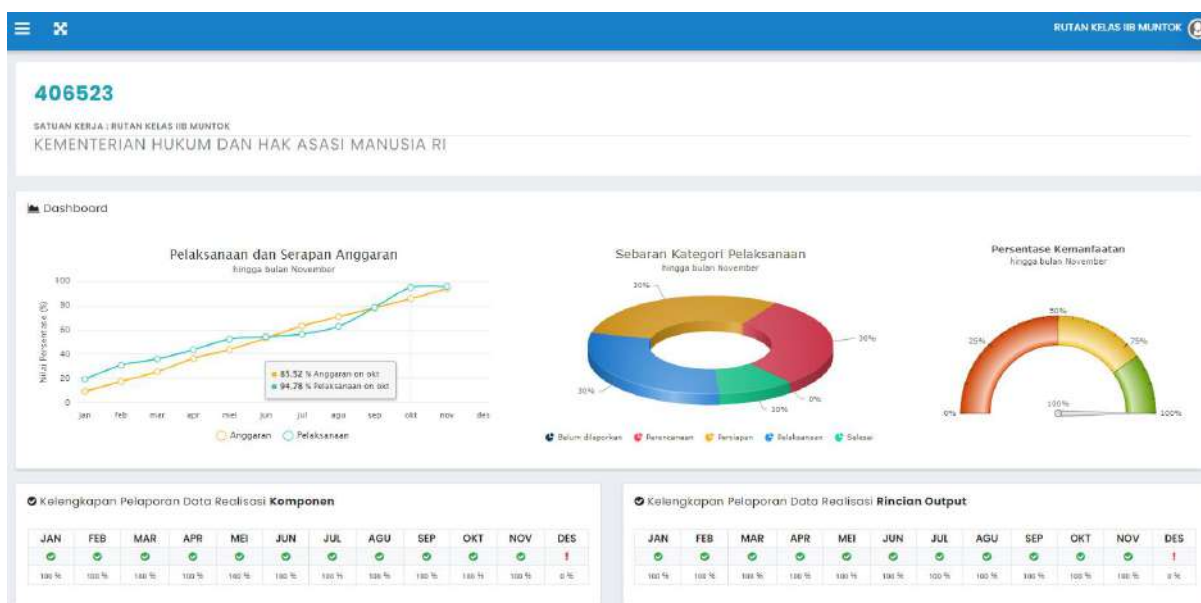 RUTAN KELAS IIB MUNTOK
406523
SATUAN KERJA : RUTAN KELAS IIB MUNTOK
KEMENTERIAN HUKUM DAN HAK ASASI MANUSIA RI
Dashboard
Pelaksanaan dan Serapan Anggaran
hingga bulan November
Nilai Persentase (%)
100
80
60
40
20
0
jan feb mar apr mei jun jul agu sep okt nov des
85.52 % Anggaran on okt
94.78 % Pelaksanaan on okt
Anggaran Pelaksanaan
Sebaran Kategori Pelaksanaan
hingga bulan November
30%
30%
30%
10%
0%
Belum dilaporkan Perencanaan Persiapan Pelaksanaan Selesai
Persentase Kemanfaatan
hingga bulan November
0%
25%
50%
75%
100%
100%
Kelengkapan Pelaporan Data Realisasi Komponen
JAN FEB MAR APR MEI JUN JUL AGU SEP OKT NOV DES
100 % 100 % 100 % 100 % 100 % 100 % 100 % 100 % 100 % 100 % 100 % 0 %
Kelengkapan Pelaporan Data Realisasi Rincian Output
JAN FEB MAR APR MEI JUN JUL AGU SEP OKT NOV DES
100 % 100 % 100 % 100 % 100 % 100 % 100 % 100 % 100 % 100 % 100 % 0 %